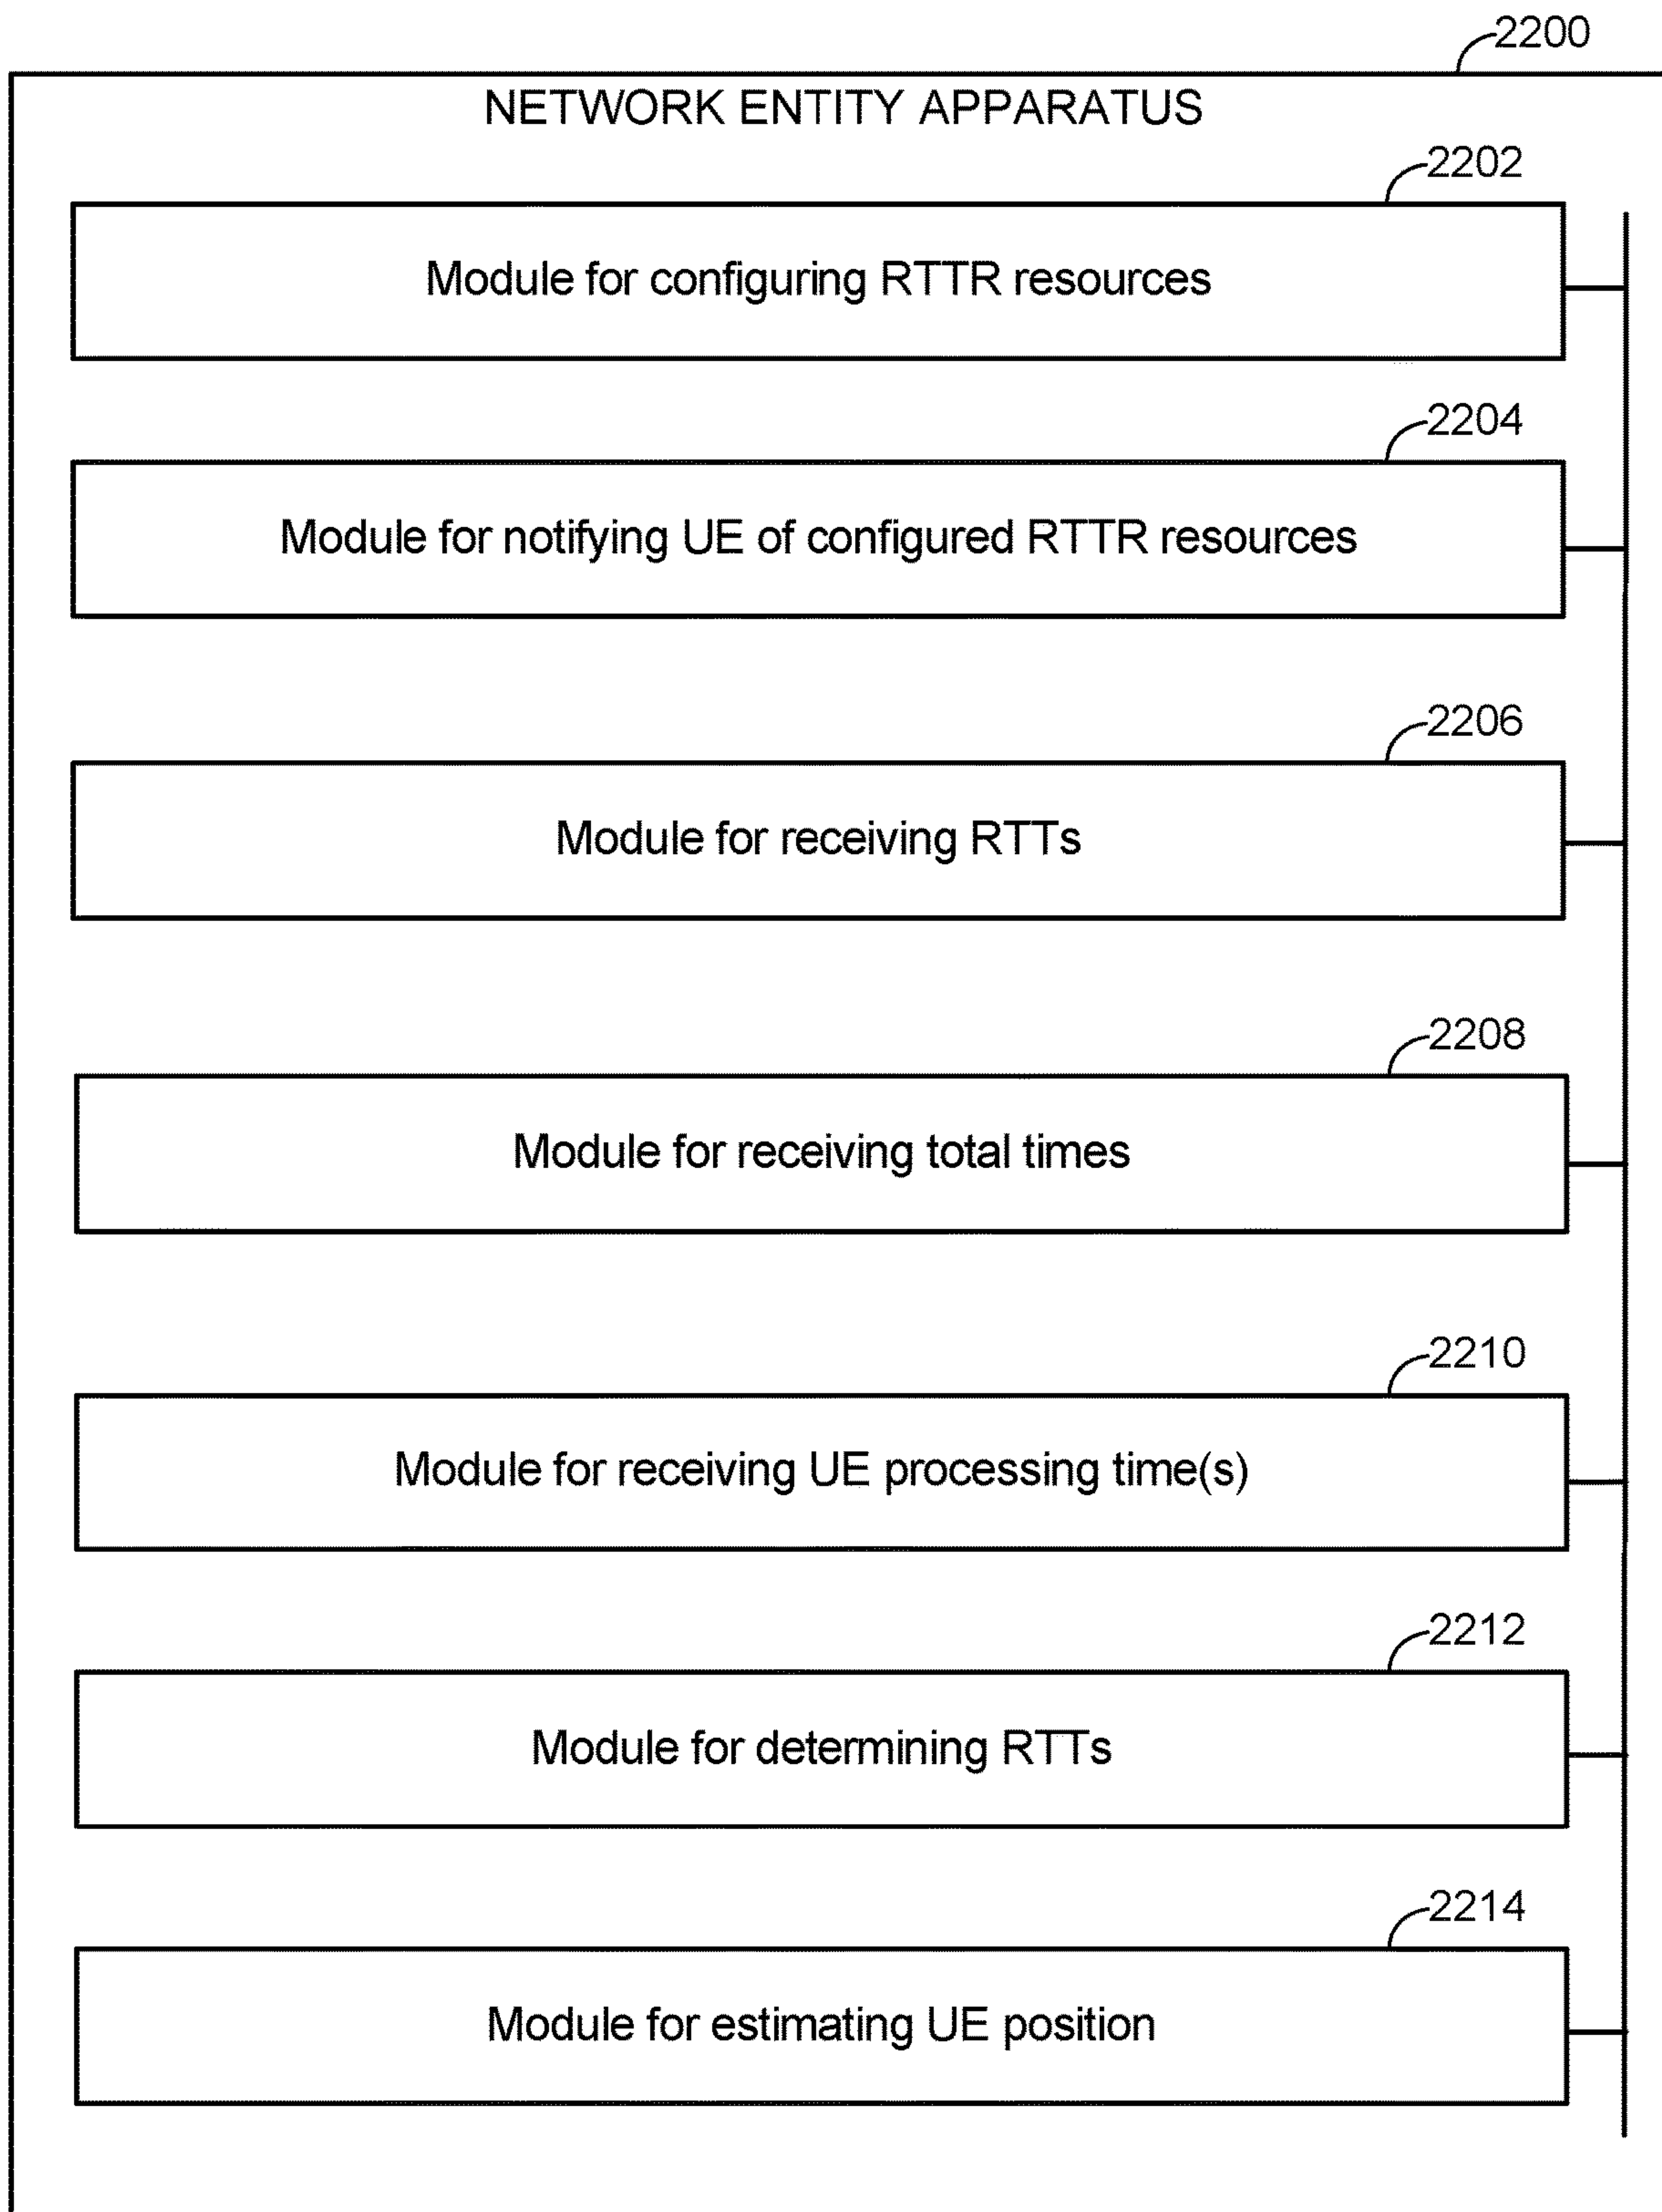 2200
NETWORK ENTITY APPARATUS
2202
Module for configuring RTTR resources
2204
Module for notifying UE of configured RTTR resources
2206
Module for receiving RTTs
2208
Module for receiving total times
2210
Module for receiving UE processing time(s)
2212
Module for determining RTTs
2214
Module for estimating UE position